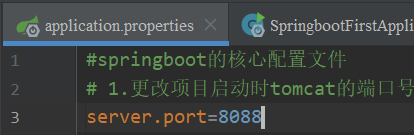 application.properties
SpringbootFirstAppli
1
#springboot的核心配置文件
2
# 1.更改项目启动时tomcat的端口号
3
server.port=8088